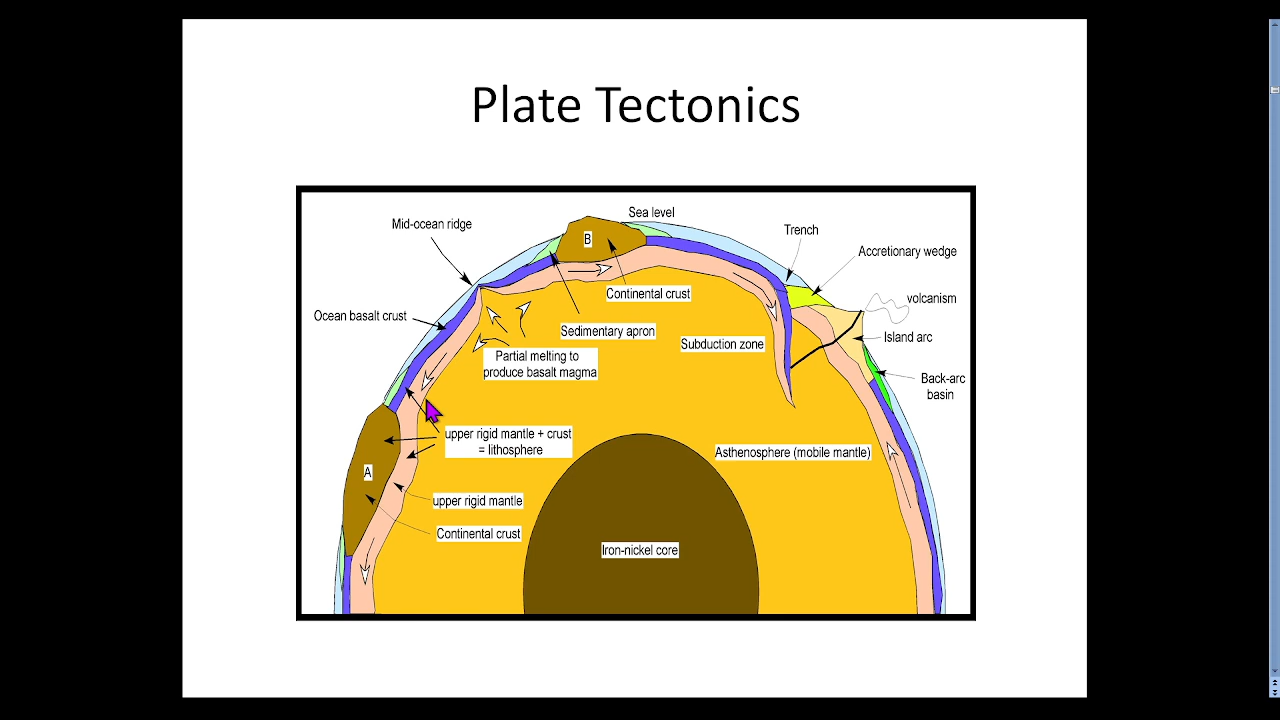 Plate Tectonics
Sea level
Mid-ocean ridge
B
Trench
Accretionary wedge
Continental crust
volcanism
Ocean basalt crust
Sedimentary apron
Island arc
Subduction zone
Partial melting to
produce basalt magma
Back-arc
basin
upper rigid mantle + crust
= lithosphere
Asthenosphere (mobile mantle)
A
upper rigid mantle
Continental crust
Iron-nickel core